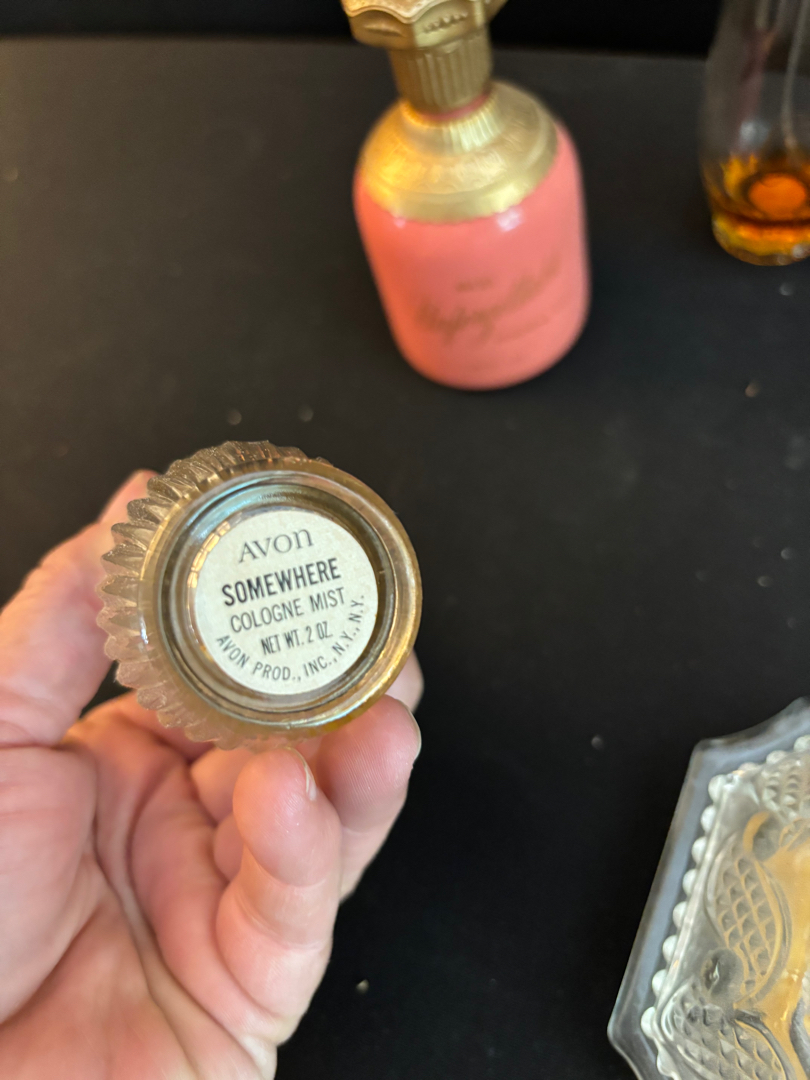 AVON
SOMEWHERE
COLOGNE MIST
NET WT. 2 OZ.
AVON PROD., INC., N.Y., N.Y.